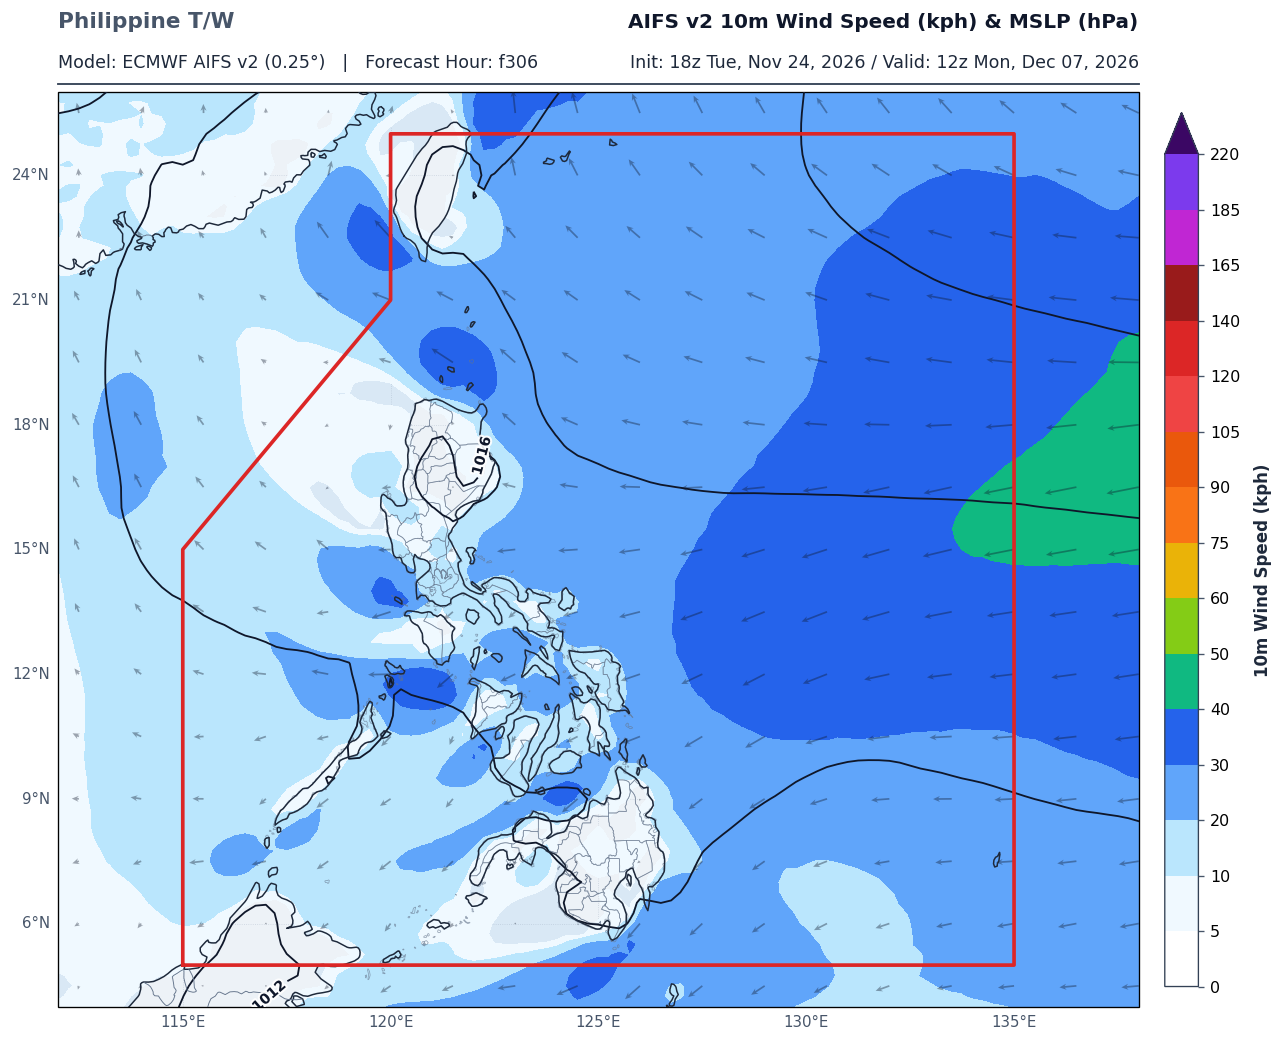 Philippine T/W
AIFS v2 10m Wind Speed (kph) & MSLP (hPa)
Model: ECMWF AIFS v2 (0.25°) | Forecast Hour: f306
Init: 18z Tue, Nov 24, 2026 / Valid: 12z Mon, Dec 07, 2026
24°N
21°N
18°N
15°N
12°N
9°N
6°N
1016
1012
115°E
120°E
125°E
130°E
135°E
220
185
165
140
120
105
90
75
60
50
40
30
20
10
5
0
10m Wind Speed (kph)